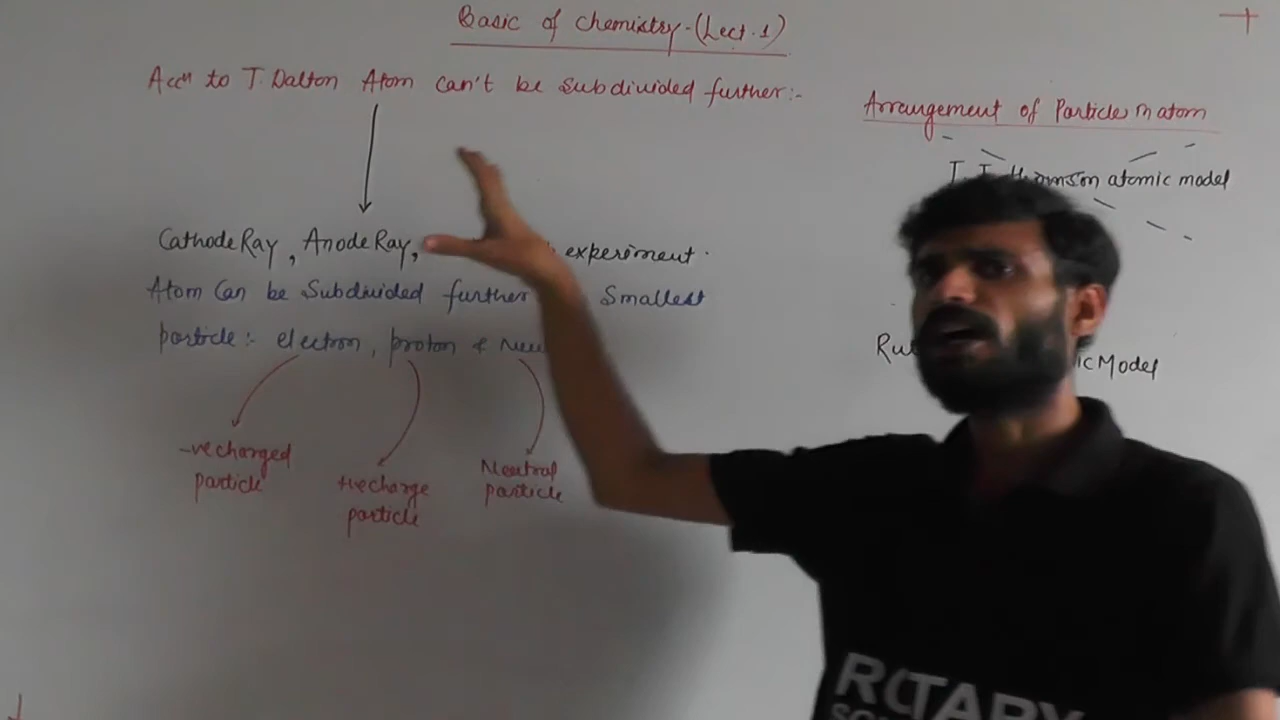 Basic of chemistry-(Lect.1)
Accn to J. Dalton Atom can't be Subdivided further:-
Cathode Ray, Anode Ray, experiment.
Atom Can be Subdivided further Smallest
particle:- electron, proton &
-ve charged
particle
+ve charge
particle
Neutral
particle
Arrangement of Particle in atom
J. J. Thomson atomic model
Model
ROTARY